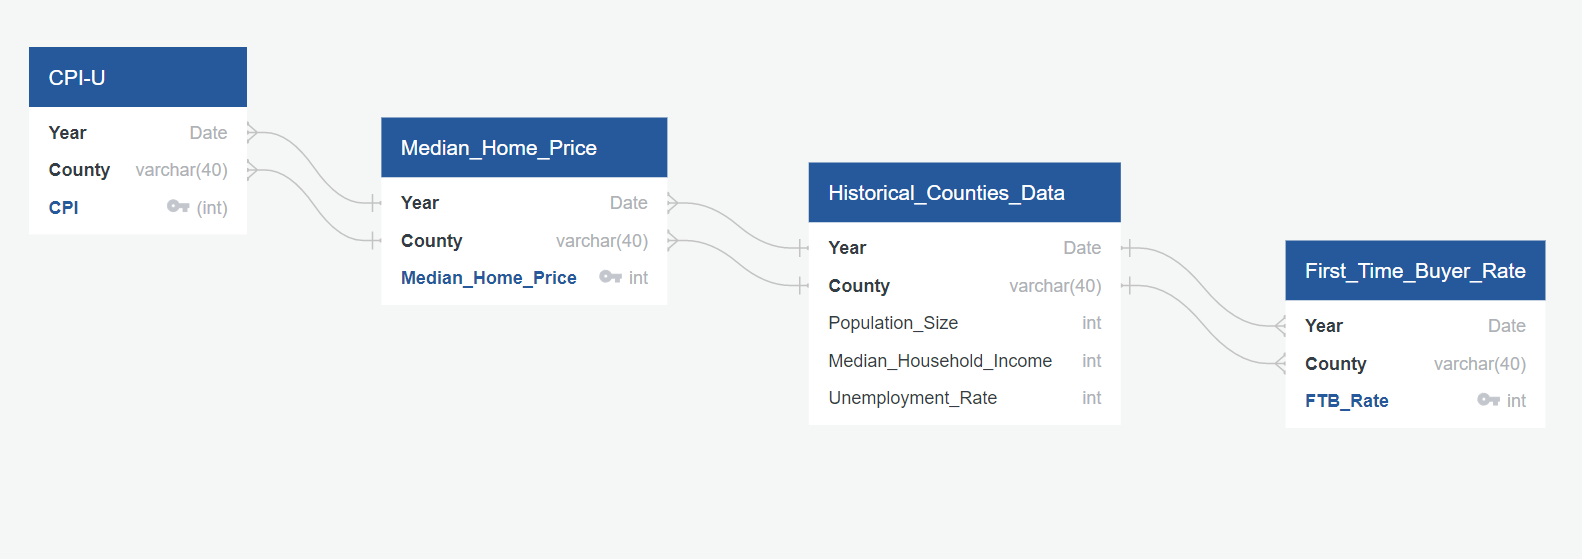 CPI-U
Year Date
County varchar(40)
CPI (int)
Median_Home_Price
Year Date
County varchar(40)
Median_Home_Price int
Historical_Counties_Data
Year Date
County varchar(40)
Population_Size int
Median_Household_Income int
Unemployment_Rate int
First_Time_Buyer_Rate
Year Date
County varchar(40)
FTB_Rate int